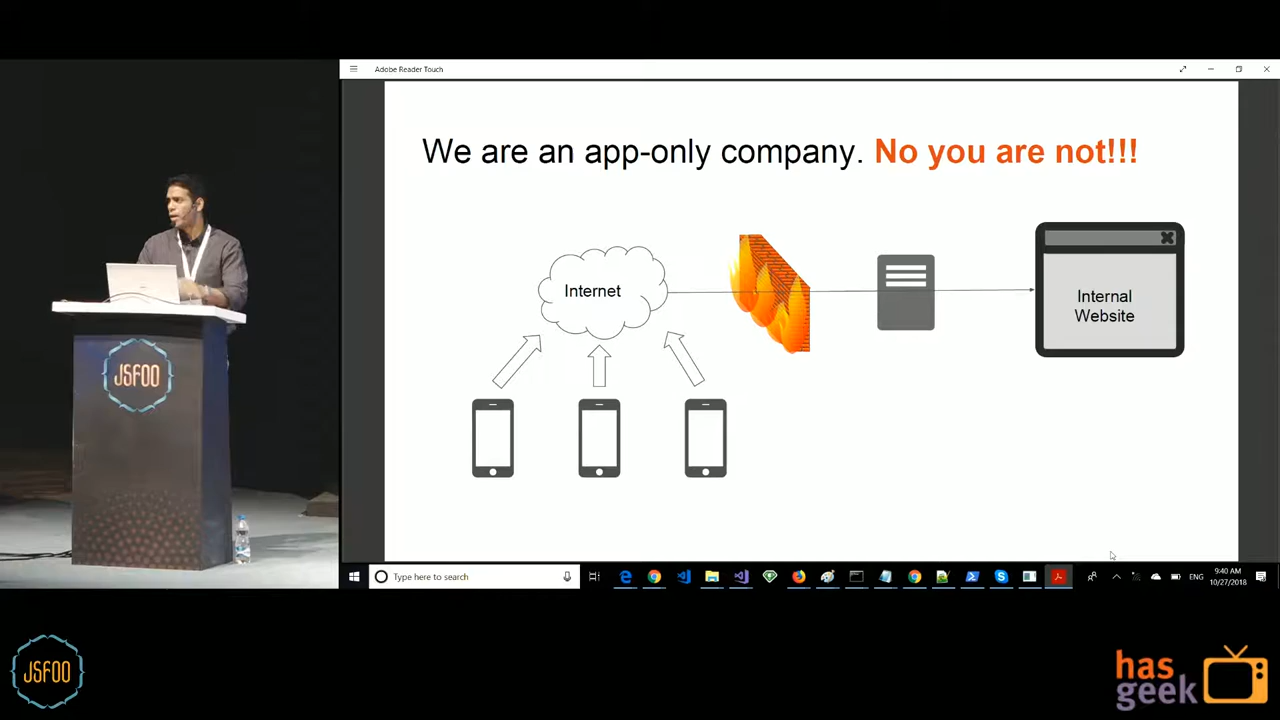 Adobe Reader Touch
We are an app-only company. No you are not!!!
Internet
Internal
Website
JSFOO
Type here to search
ENG
9:40 AM
10/27/2018
JSFOO
has
geek